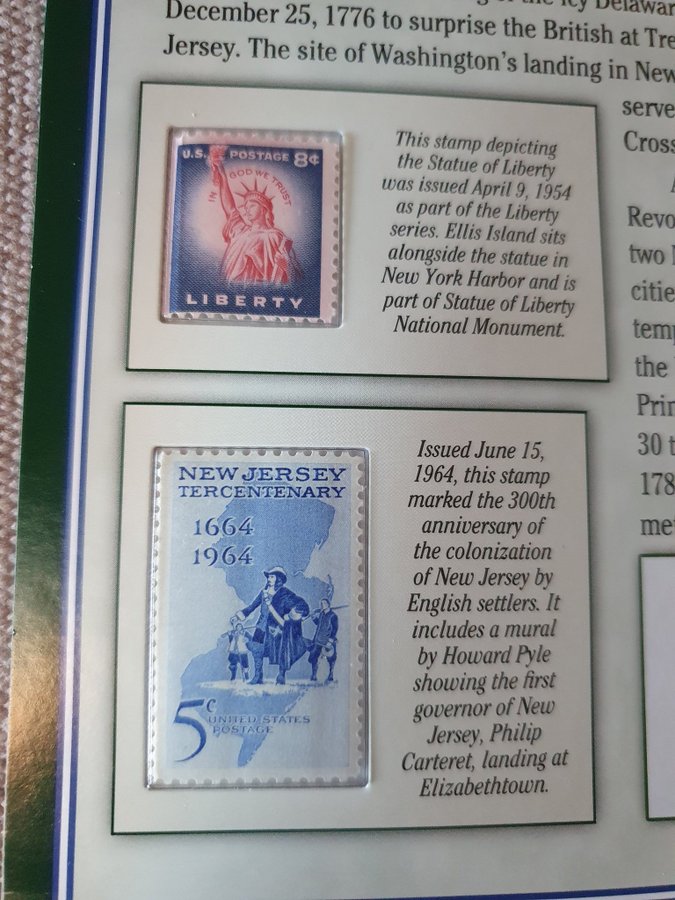 December 25, 1776 to surprise the British at
Jersey. The site of Washington's landing in New
serve
Cross
U.S. POSTAGE 8¢
IN GOD WE TRUST
LIBERTY
This stamp depicting
the Statue of Liberty
was issued April 9, 1954
as part of the Liberty
series. Ellis Island sits
alongside the statue in
New York Harbor and is
part of Statue of Liberty
National Monument.
Revo
two
citie
temp
the
Prin
30 t
178
me
NEW JERSEY
TERCENTENARY
1664
1964
5c
UNITED STATES
POSTAGE
Issued June 15,
1964, this stamp
marked the 300th
anniversary of
the colonization
of New Jersey by
English settlers. It
includes a mural
by Howard Pyle
showing the first
governor of New
Jersey, Philip
Carteret, landing at
Elizabethtown.